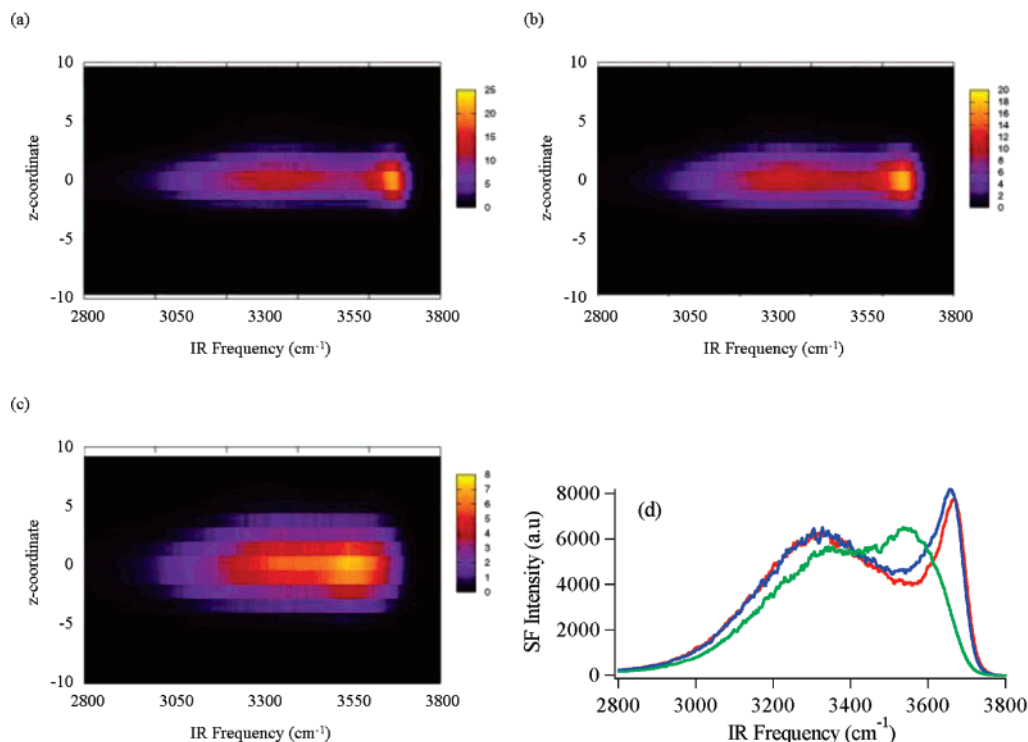 (a)
10
5
0
-5
-10
z-coordinate
2800 3050 3300 3550 3800
IR Frequency (cm⁻¹)
25
20
15
10
5
0
(b)
10
5
0
-5
-10
z-coordinate
2800 3050 3300 3550 3800
IR Frequency (cm⁻¹)
20
18
16
14
12
10
8
6
4
2
0
(c)
10
5
0
-5
-10
z-coordinate
2800 3050 3300 3550 3800
IR Frequency (cm⁻¹)
8
7
6
5
4
3
2
1
0
(d)
8000
6000
4000
2000
0
SF Intensity (a.u)
2800 3000 3200 3400 3600 3800
IR Frequency (cm⁻¹)